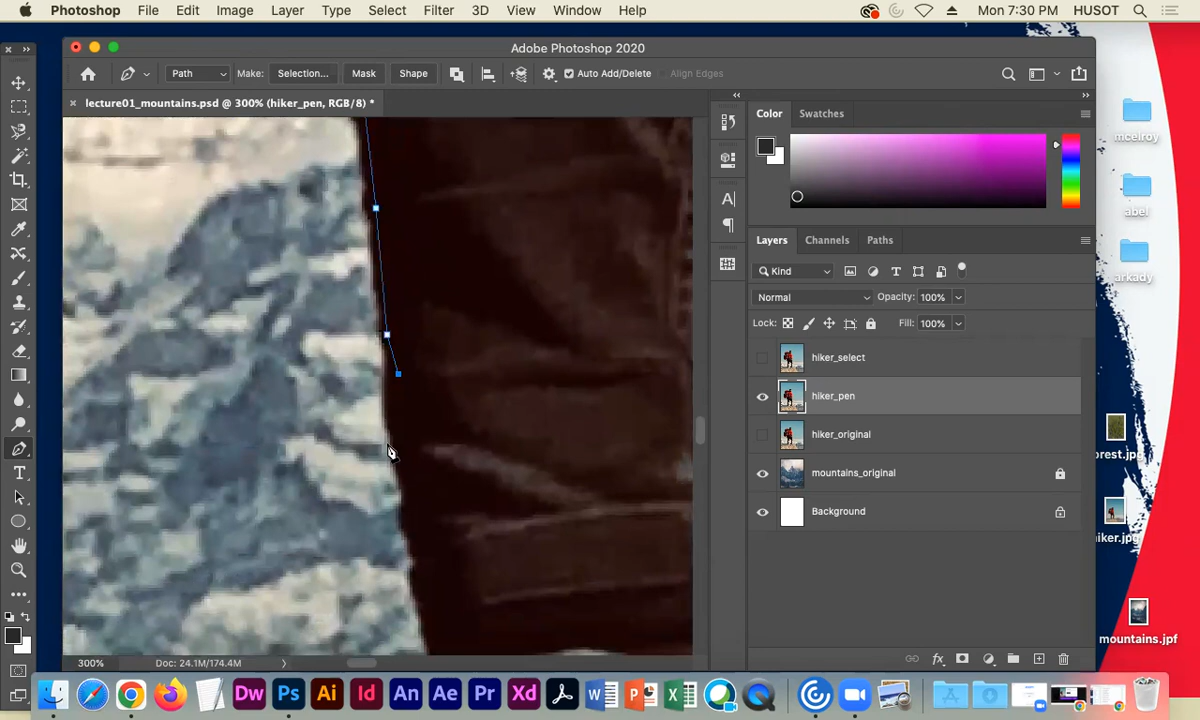 Photoshop File Edit Image Layer Type Select Filter 3D View Window Help Mon 7:30 PM HUSOT
Adobe Photoshop 2020
Path Make: Selection... Mask Shape Auto Add/Delete Align Edges
lecture01_mountains.psd @ 300% (hiker_pen, RGB/8) *
Color Swatches
mcelroy
abel
arkady
Layers Channels Paths
Kind
Normal Opacity: 100%
Lock: Fill: 100%
hiker_select
hiker_pen
hiker_original
mountains_original
Background
orest.jpg
hiker.jpg
mountains.jpf
300% Doc: 24.1M/174.4M
Dw Ps Ai Id An Ae Pr Xd W P X